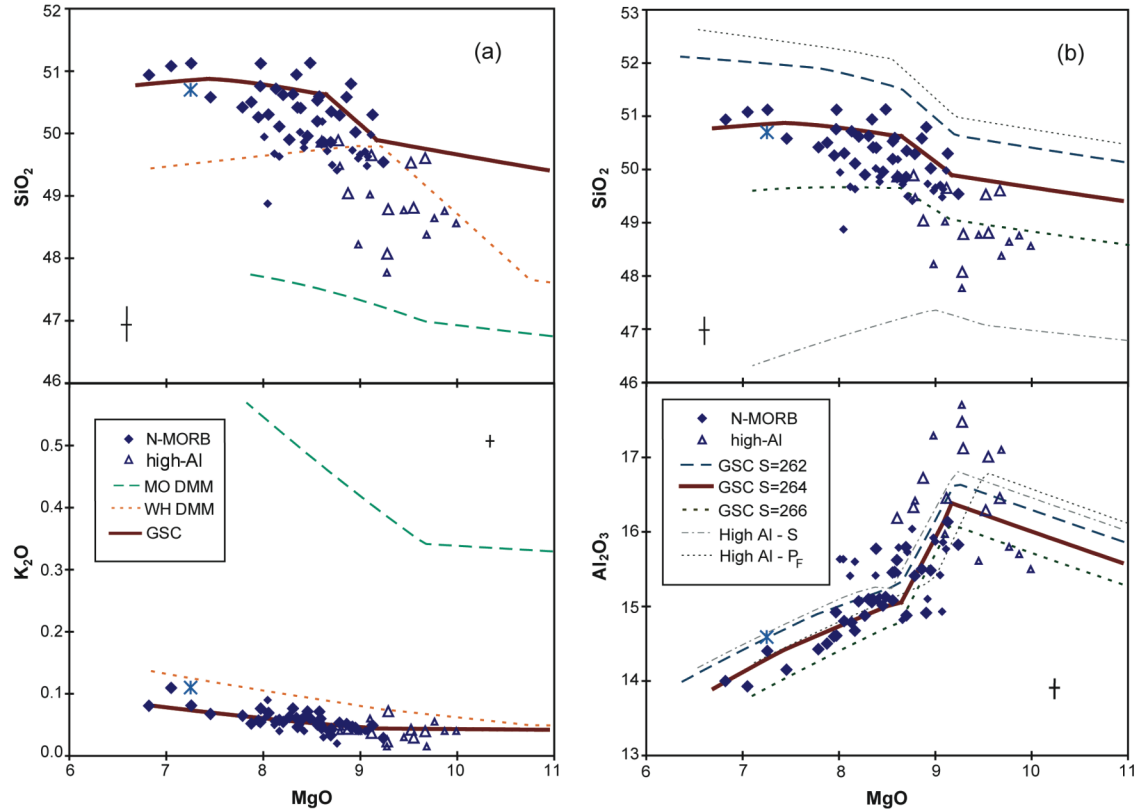 (a)
51
50
49
48
47
46
SiO2
0.5
0.4
0.3
0.2
0.1
0.0
K2O
N-MORB
high-Al
MO DMM
WH DMM
GSC
6 7 8 9 10 11
MgO
(b)
53
52
51
50
49
48
47
46
SiO2
17
16
15
14
13
Al2O3
N-MORB
high-Al
GSC S=262
GSC S=264
GSC S=266
High Al - S
High Al - PF
6 7 8 9 10 11
MgO